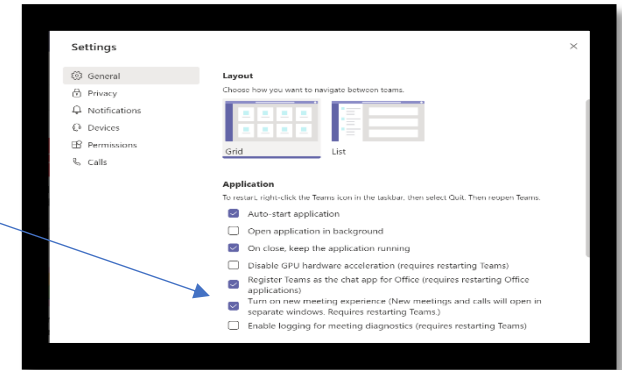 Settings
General
Privacy
Notifications
Devices
Permissions
Calls
Layout
Choose how you want to navigate between teams.
Grid
List
Application
To restart, right-click the Teams icon in the taskbar, then select Quit. Then reopen Teams.
Auto-start application
Open application in background
On close, keep the application running
Disable GPU hardware acceleration (requires restarting Teams)
Register Teams as the chat app for Office (requires restarting Office
applications)
Turn on new meeting experience (New meetings and calls will open in
separate windows. Requires restarting Teams.)
Enable logging for meeting diagnostics (requires restarting Teams)